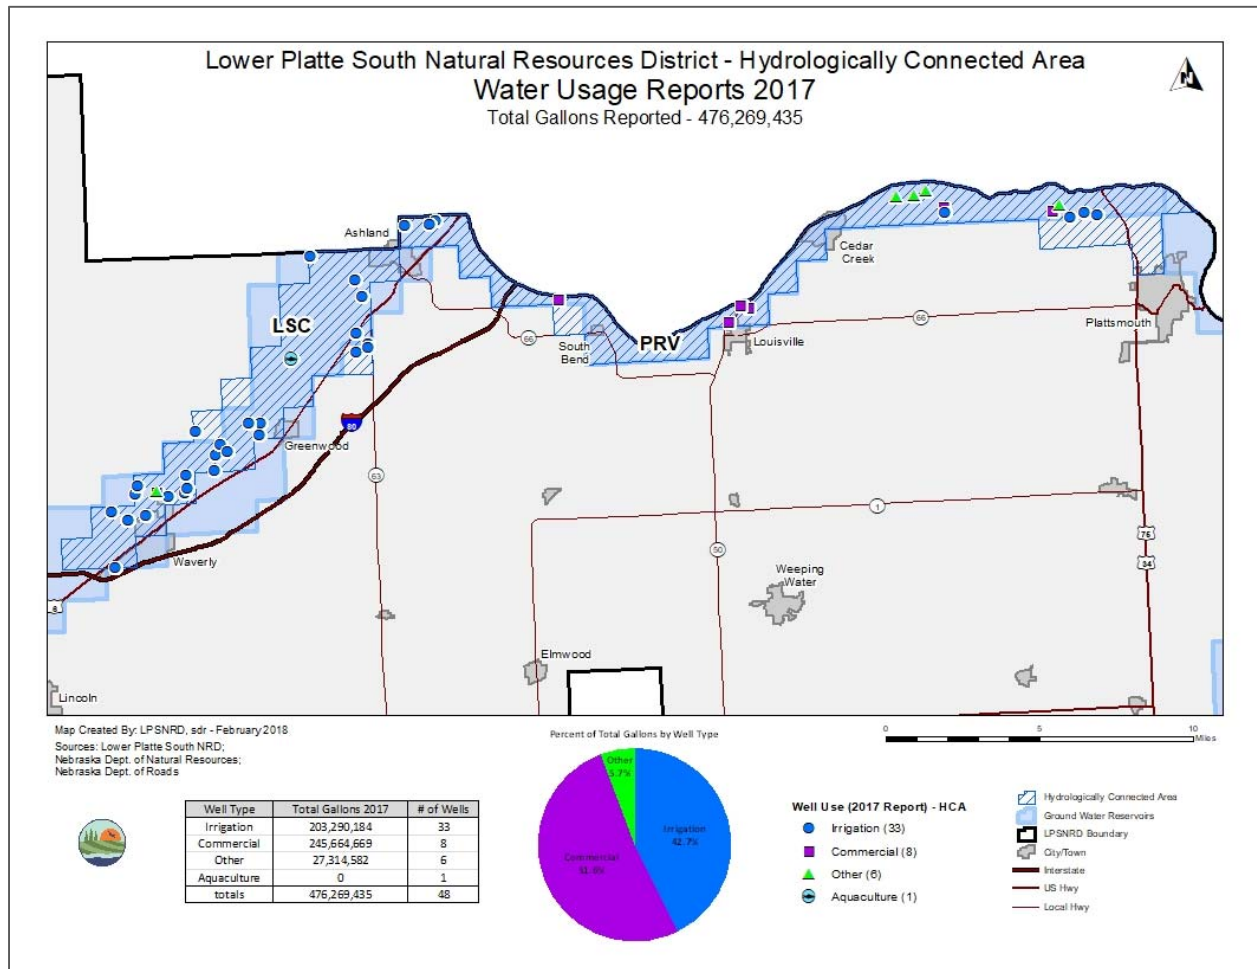 Lower Platte South Natural Resources District - Hydrologically Connected Area
Water Usage Reports 2017
Total Gallons Reported - 476,269,435
N
Ashland
LSC
Cedar
Creek
66
Plattsmouth
PRV
66
South
Bend
Louisville
80
Greenwood
63
1
Waverly
50
34
Weeping
Water
6
Elmwood
Lincoln
Map Created By: LPSNRD, sdr - February 2018
Sources: Lower Platte South NRD;
Nebraska Dept. of Natural Resources;
Nebraska Dept. of Roads
Percent of Total Gallons by Well Type
Other
5.7%
Irrigation
42.7%
Commercial
0 5 10
Miles
Well Type Total Gallons 2017 # of Wells
Irrigation 203,290,184 33
Commercial 245,664,669 8
Other 27,314,582 6
Aquaculture 0 1
totals 476,269,435 48
Well Use (2017 Report) - HCA
Irrigation (33)
Commercial (8)
Other (6)
Aquaculture (1)
Hydrologically Connected Area
Ground Water Reservoirs
LPSNRD Boundary
City/Town
Interstate
US Hwy
Local Hwy